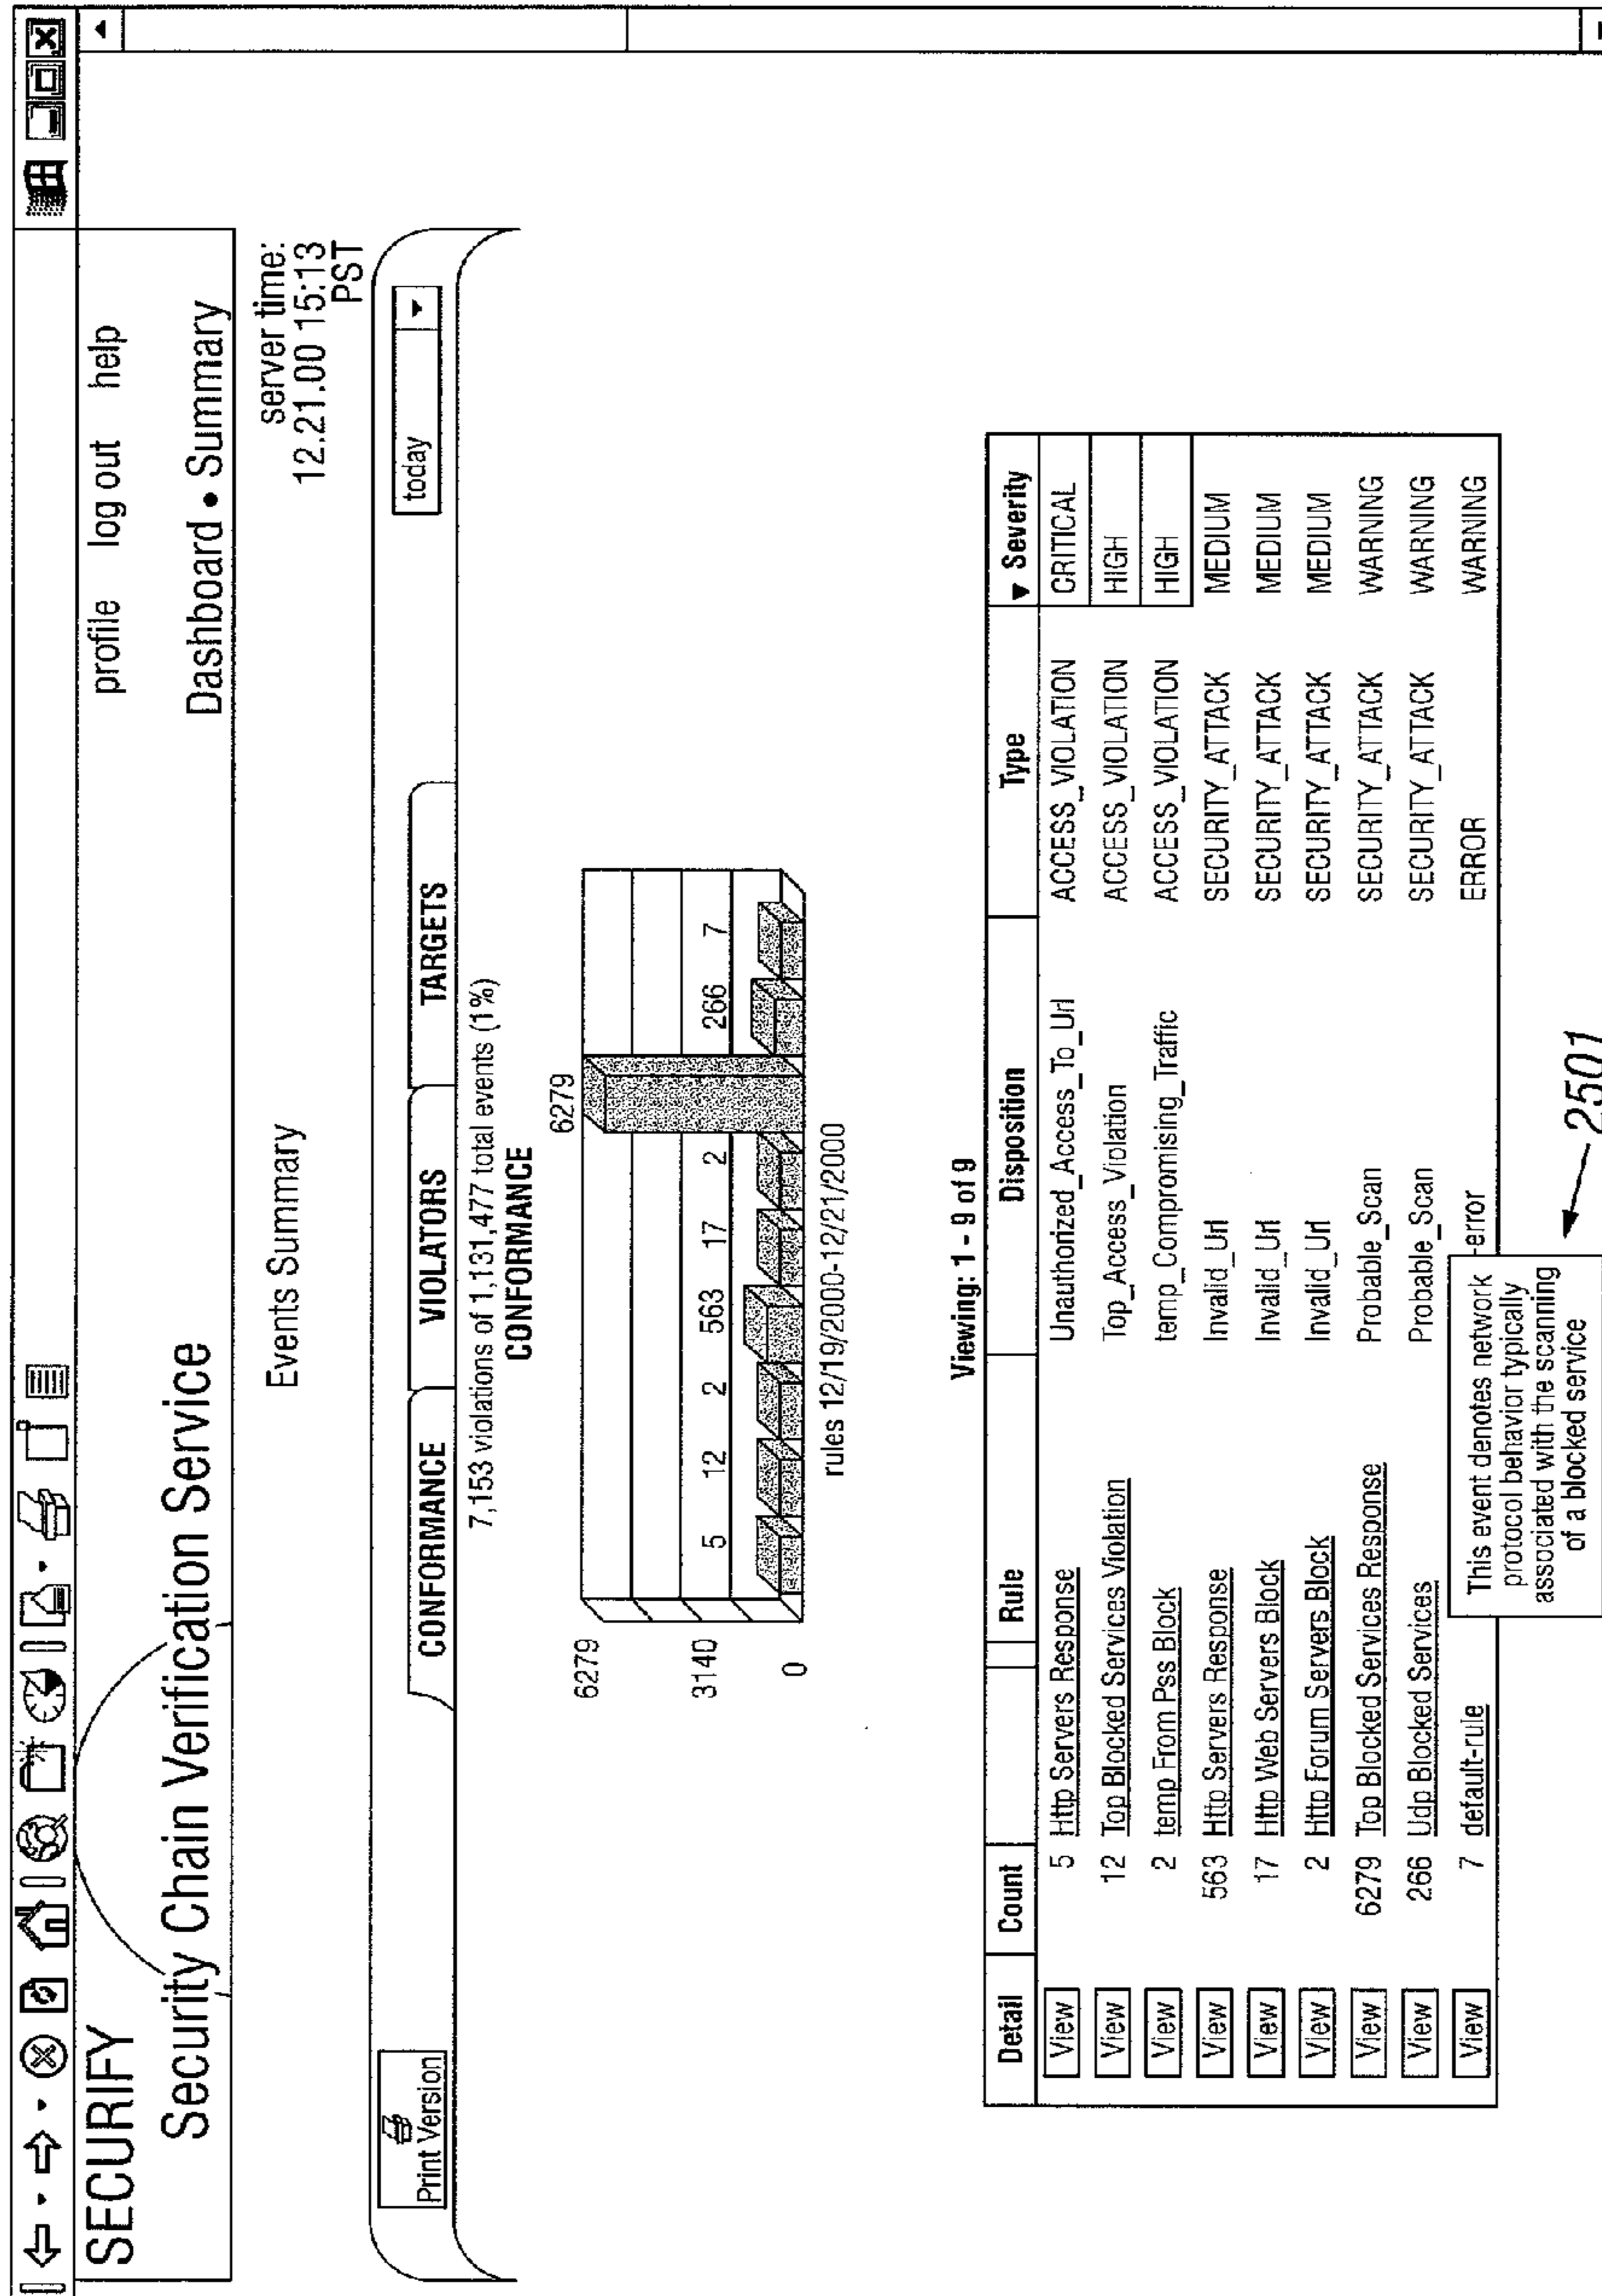 SECURIFY
profile log out help
Security Chain Verification Service
Dashboard • Summary
Events Summary
server time:
12.21.00 15:13
PST
Print Version
today
CONFORMANCE VIOLATORS TARGETS
7,153 violations of 1,131,477 total events (1%)
CONFORMANCE
6279
6279
3140
5 12 2 563 17 2 266 7
0
rules 12/19/2000-12/21/2000
Viewing: 1 - 9 of 9
Detail Count Rule Disposition Type ▼ Severity
View 5 Http Servers Response Unauthorized_Access_To_Url ACCESS_VIOLATION CRITICAL
View 12 Top Blocked Services Violation Top_Access_Violation ACCESS_VIOLATION HIGH
View 2 temp From Pss Block temp_Compromising_Traffic ACCESS_VIOLATION HIGH
View 563 Http Servers Response Invalid_Url SECURITY_ATTACK MEDIUM
View 17 Http Web Servers Block Invalid_Url SECURITY_ATTACK MEDIUM
View 2 Http Forum Servers Block Invalid_Url SECURITY_ATTACK MEDIUM
View 6279 Top Blocked Services Response Probable_Scan SECURITY_ATTACK WARNING
View 266 Udp Blocked Services Probable_Scan SECURITY_ATTACK WARNING
View 7 default-rule -error ERROR WARNING
This event denotes network
protocol behavior typically
associated with the scanning
of a blocked service
2501